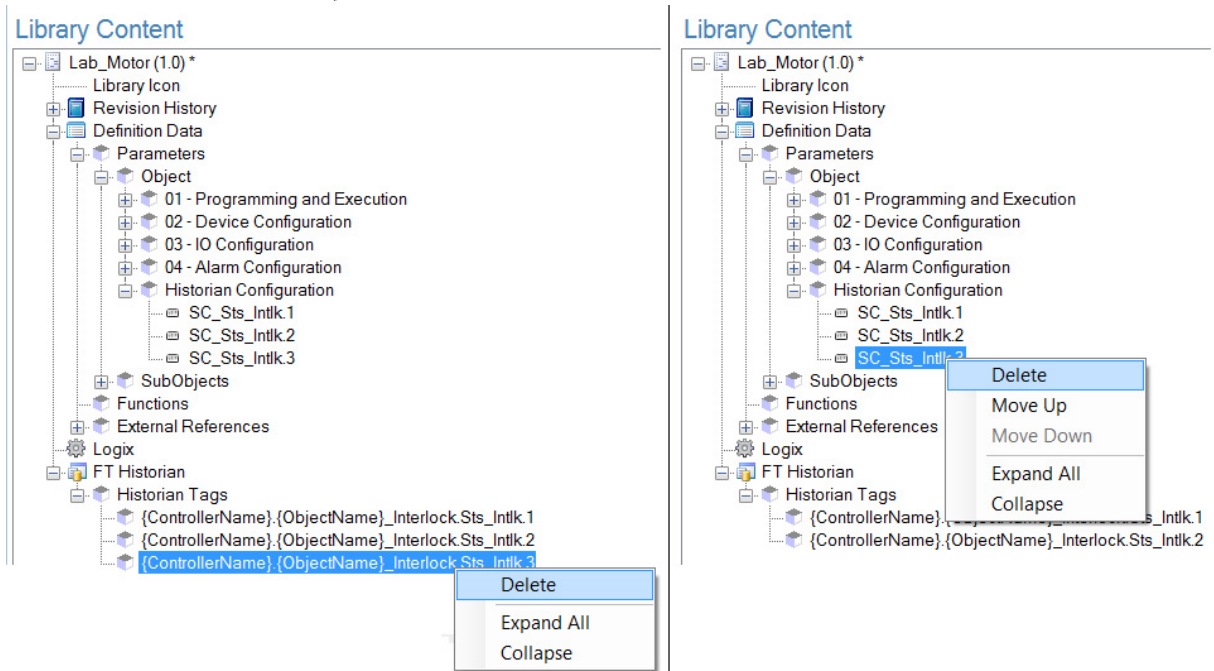 Library Content
Lab_Motor (1.0) *
Library Icon
Revision History
Definition Data
Parameters
Object
01 - Programming and Execution
02 - Device Configuration
03 - IO Configuration
04 - Alarm Configuration
Historian Configuration
SC_Sts_Intlk.1
SC_Sts_Intlk.2
SC_Sts_Intlk.3
SubObjects
Functions
External References
Logix
FT Historian
Historian Tags
{ControllerName}.{ObjectName}_Interlock.Sts_Intlk.1
{ControllerName}.{ObjectName}_Interlock.Sts_Intlk.2
{ControllerName}.{ObjectName}_Interlock.Sts_Intlk.3
Delete
Expand All
Collapse
Library Content
Lab_Motor (1.0) *
Library Icon
Revision History
Definition Data
Parameters
Object
01 - Programming and Execution
02 - Device Configuration
03 - IO Configuration
04 - Alarm Configuration
Historian Configuration
SC_Sts_Intlk.1
SC_Sts_Intlk.2
SC_Sts_Intlk.3
SubObjects
Functions
External References
Logix
FT Historian
Historian Tags
{ControllerName}.{ObjectName}_Interlock.Sts_Intlk.1
{ControllerName}.{ObjectName}_Interlock.Sts_Intlk.2
Delete
Move Up
Move Down
Expand All
Collapse